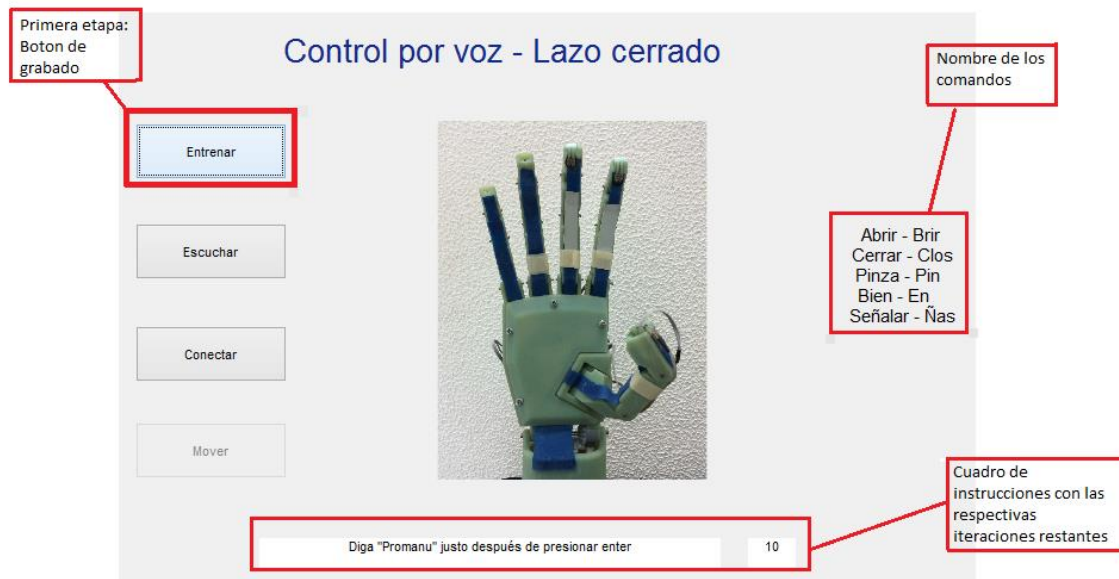 Primera etapa:
Boton de
grabado
Control por voz - Lazo cerrado
Nombre de los
comandos
Entrenar
Escuchar
Conectar
Mover
Abrir - Brir
Cerrar - Clos
Pinza - Pin
Bien - En
Señalar - Ñas
Cuadro de
instrucciones con las
respectivas
iteraciones restantes
Diga "Promanu" justo después de presionar enter
10